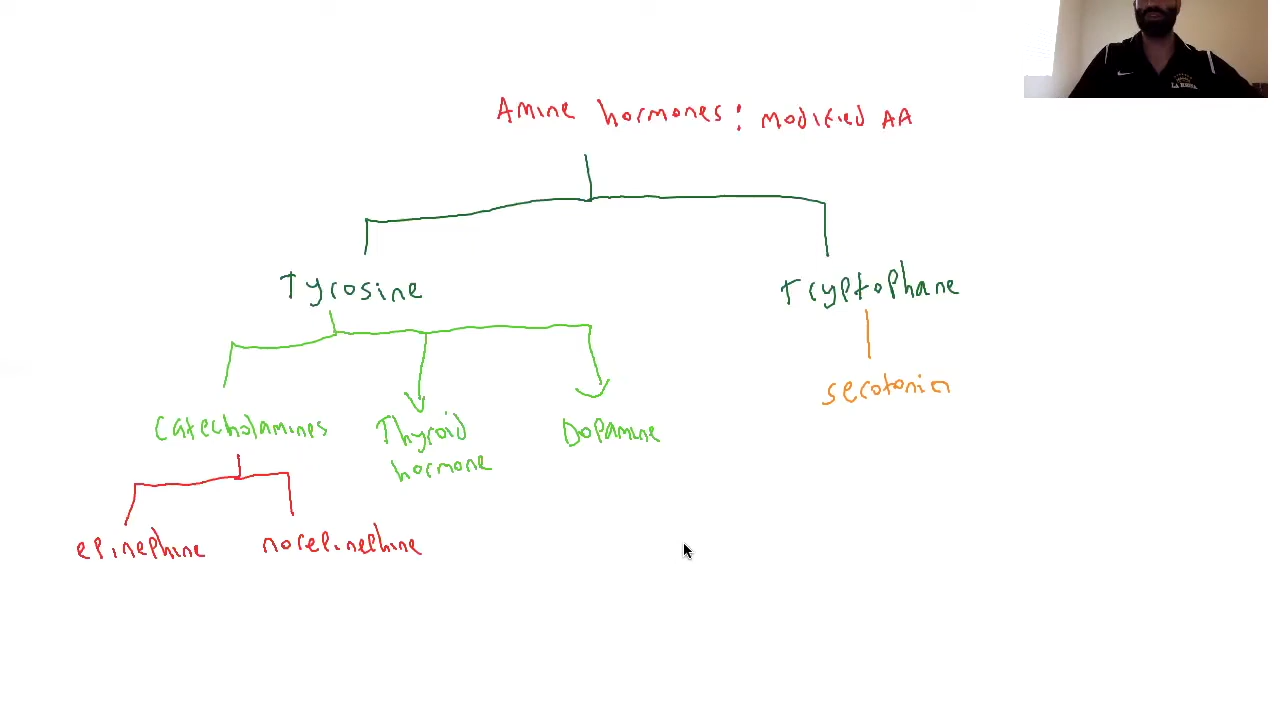 Amine hormones: modified AA
Tyrosine
Tryptophane
Catecholamines
Thyroid hormone
Dopamine
serotonin
epinephine
norepinephine